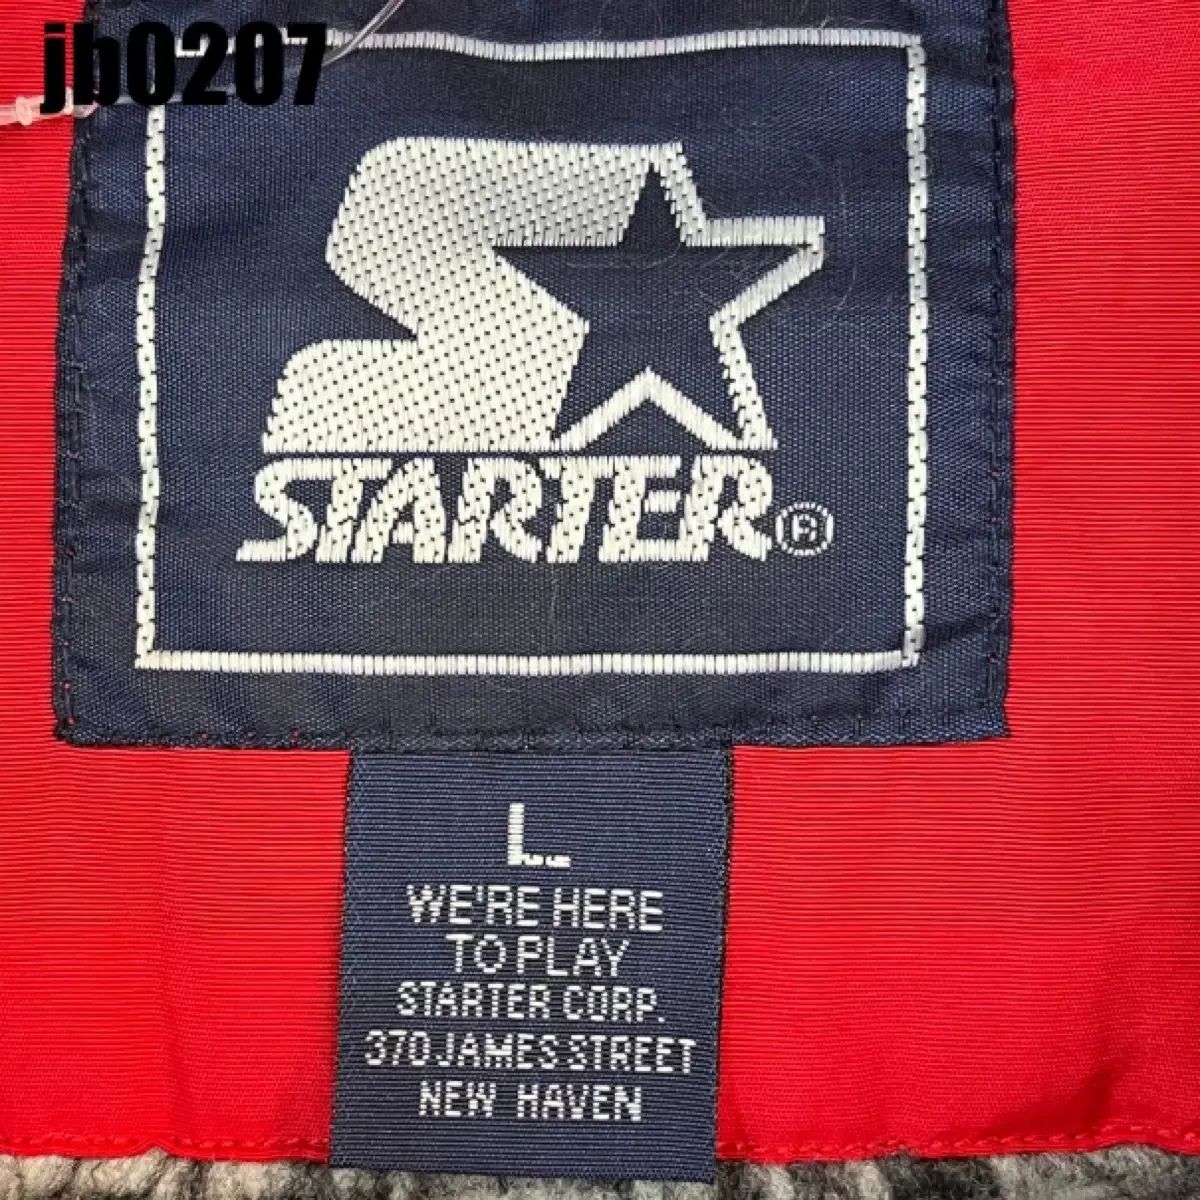 jb0207
STARTER®
L
WE'RE HERE
TO PLAY
STARTER CORP.
370 JAMES STREET
NEW HAVEN